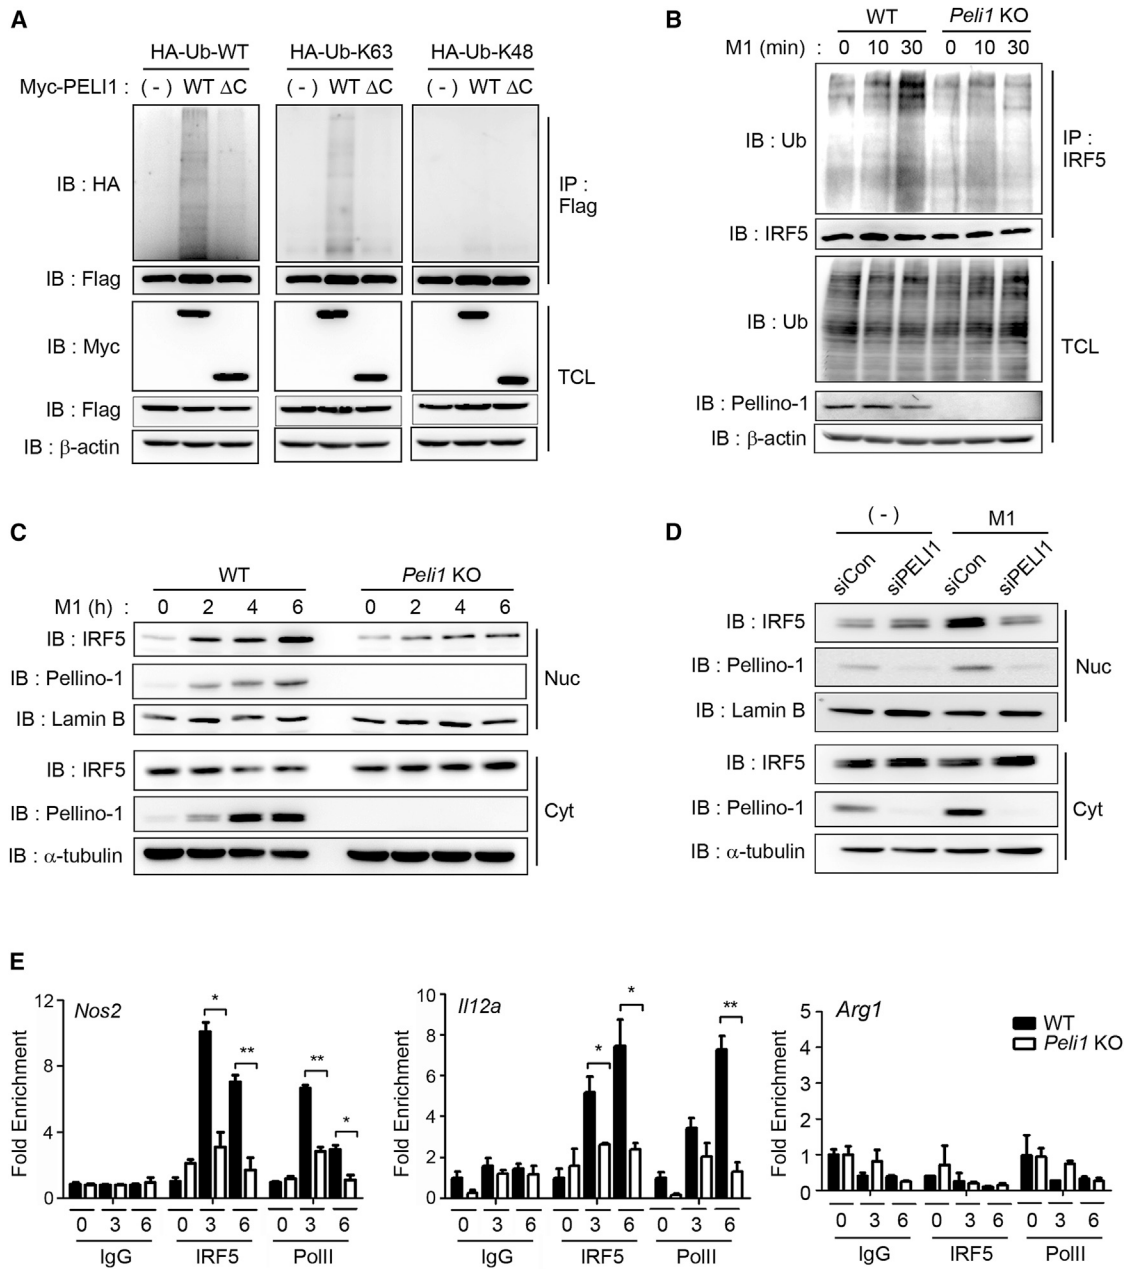 A
HA-Ub-WT HA-Ub-K63 HA-Ub-K48
Myc-PELI1 : ( - ) WT ΔC ( - ) WT ΔC ( - ) WT ΔC
IB : HA
IP :
Flag
IB : Flag
IB : Myc
TCL
IB : Flag
IB : β-actin
B
WT Peli1 KO
M1 (min) : 0 10 30 0 10 30
IB : Ub
IP :
IRF5
IB : IRF5
IB : Ub
TCL
IB : Pellino-1
IB : β-actin
C
WT Peli1 KO
M1 (h) : 0 2 4 6 0 2 4 6
IB : IRF5
IB : Pellino-1
Nuc
IB : Lamin B
IB : IRF5
IB : Pellino-1
Cyt
IB : α-tubulin
D
( - ) M1
siCon siPELI1 siCon siPELI1
IB : IRF5
IB : Pellino-1
Nuc
IB : Lamin B
IB : IRF5
IB : Pellino-1
Cyt
IB : α-tubulin
E
Nos2
Fold Enrichment
12
8
4
0
* ** ** *
0 3 6 0 3 6 0 3 6
IgG IRF5 PolII
Il12a
Fold Enrichment
10
8
6
4
2
0
* * **
0 3 6 0 3 6 0 3 6
IgG IRF5 PolII
Arg1
Fold Enrichment
5
4
3
2
1
0
WT
Peli1 KO
0 3 6 0 3 6 0 3 6
IgG IRF5 PolII